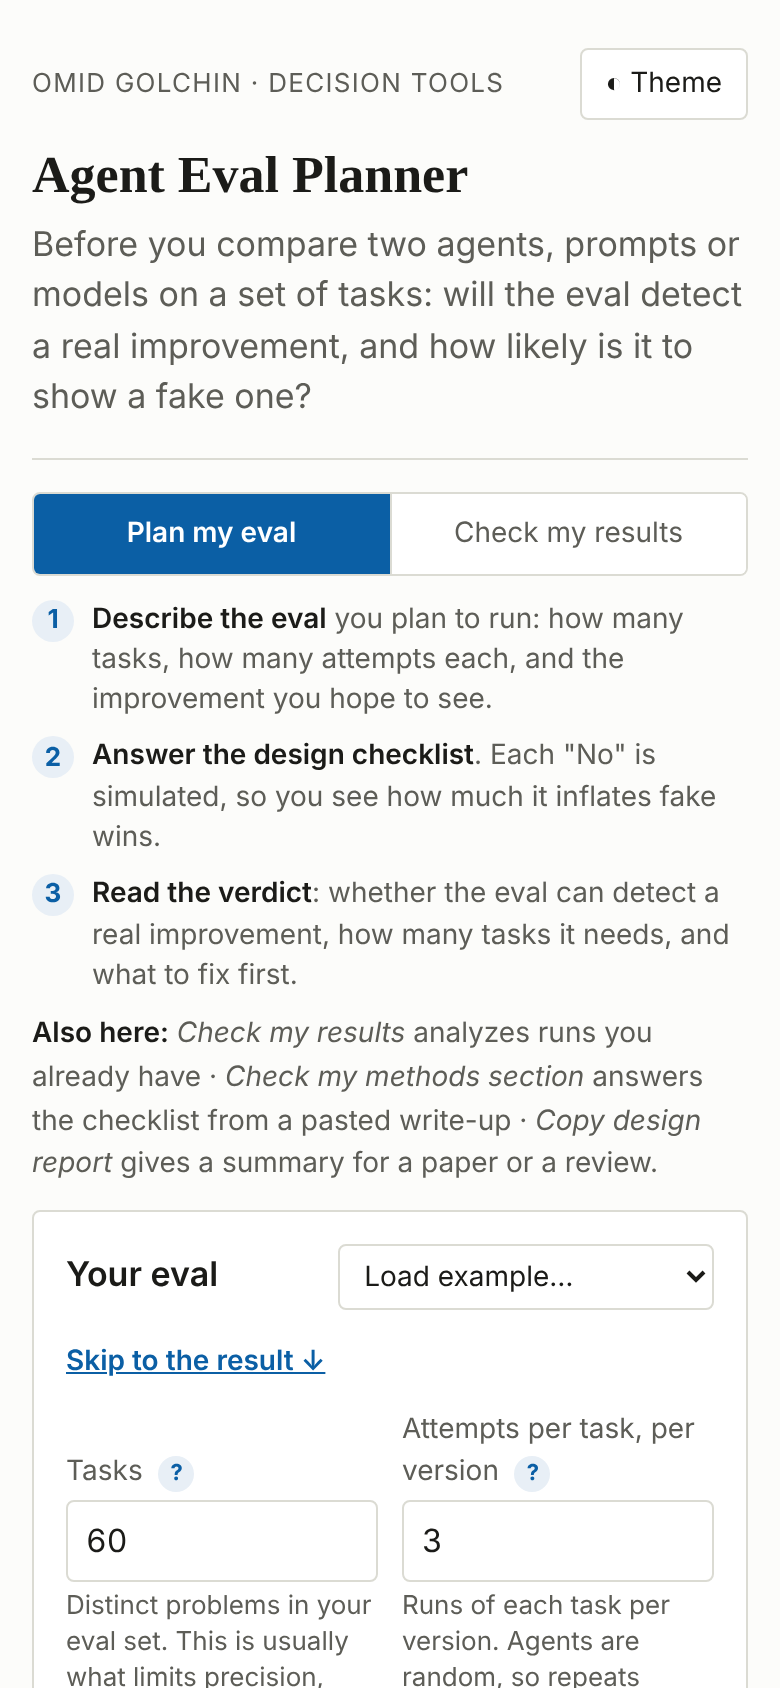 OMID GOLCHIN · DECISION TOOLS
◐ Theme
Agent Eval Planner
Before you compare two agents, prompts or
models on a set of tasks: will the eval detect
a real improvement, and how likely is it to
show a fake one?
Plan my eval
Check my results
1 Describe the eval you plan to run: how many
tasks, how many attempts each, and the
improvement you hope to see.
2 Answer the design checklist. Each "No" is
simulated, so you see how much it inflates fake
wins.
3 Read the verdict: whether the eval can detect a
real improvement, how many tasks it needs, and
what to fix first.
Also here: Check my results analyzes runs you
already have · Check my methods section answers
the checklist from a pasted write-up · Copy design
report gives a summary for a paper or a review.
Your eval
Load example...
Skip to the result ↓
Tasks ?
60
Distinct problems in your
eval set. This is usually
what limits precision,
Attempts per task, per
version ?
3
Runs of each task per
version. Agents are
random, so repeats